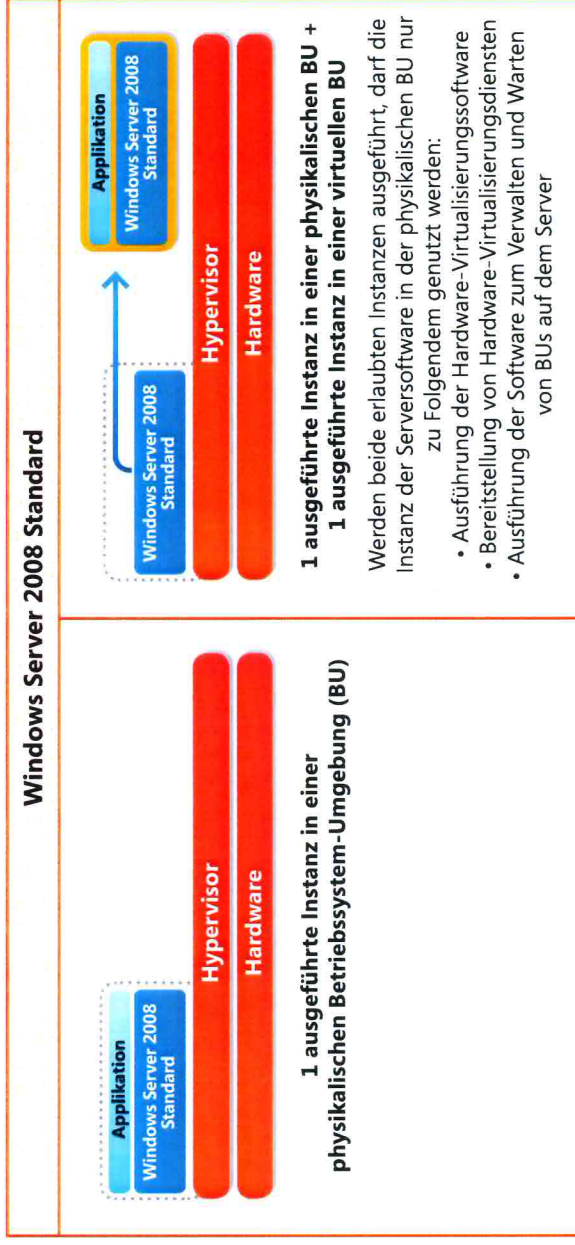 Windows Server 2008 Standard
Applikation
Windows Server 2008
Standard
Hypervisor
Hardware
1 ausgeführte Instanz in einer
physikalischen Betriebssystem-Umgebung (BU)
Windows Server 2008
Standard
Applikation
Windows Server 2008
Standard
Hypervisor
Hardware
1 ausgeführte Instanz in einer physikalischen BU +
1 ausgeführte Instanz in einer virtuellen BU
Werden beide erlaubten Instanzen ausgeführt, darf die
Instanz der Serversoftware in der physikalischen BU nur
zu Folgendem genutzt werden:
• Ausführung der Hardware-Virtualisierungssoftware
• Bereitstellung von Hardware-Virtualisierungsdiensten
• Ausführung der Software zum Verwalten und Warten
von BUs auf dem Server